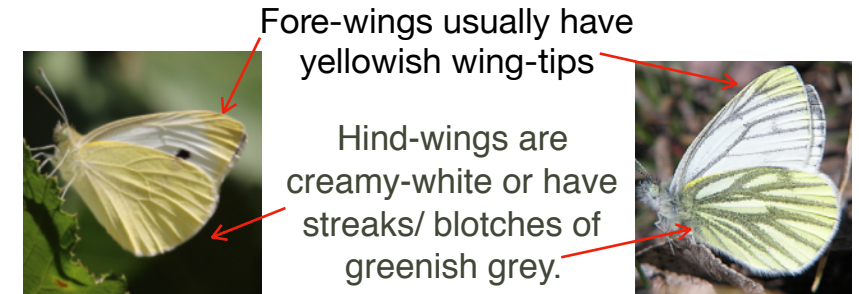 Fore-wings usually have
yellowish wing-tips
Hind-wings are
creamy-white or have
streaks/ blotches of
greenish grey.